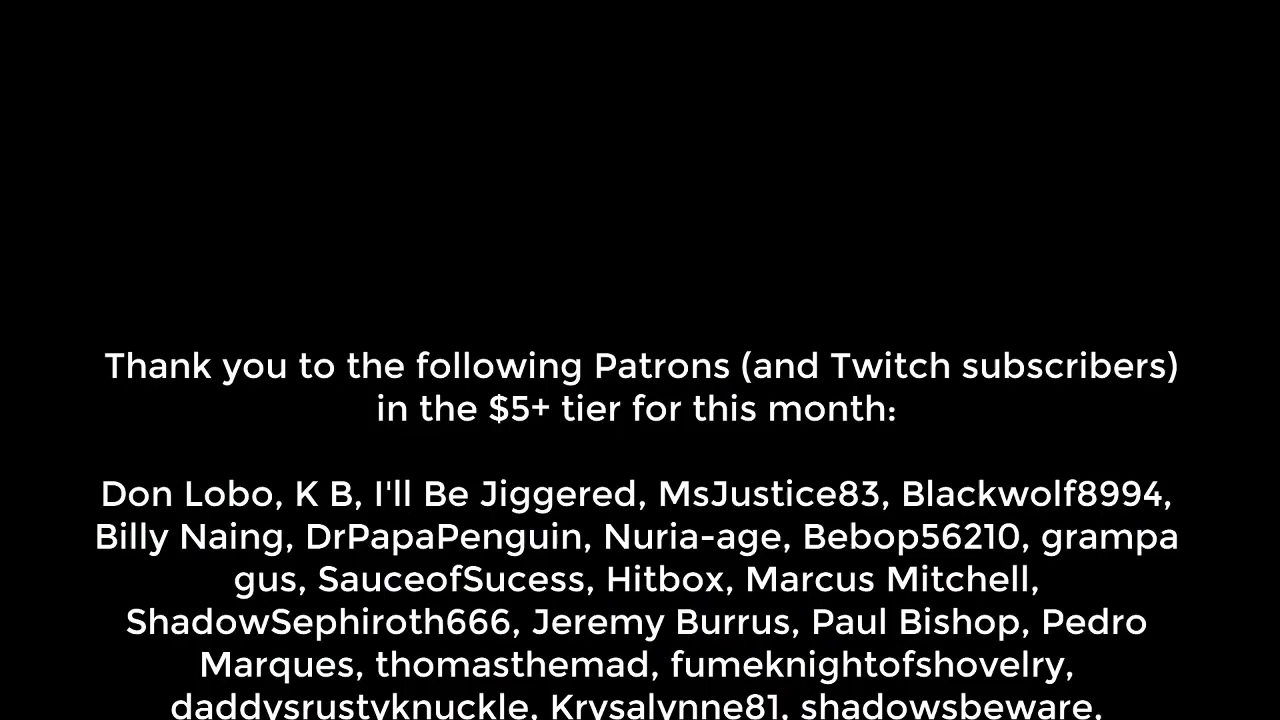 Thank you to the following Patrons (and Twitch subscribers)
in the $5+ tier for this month:
Don Lobo, K B, I'll Be Jiggered, MsJustice83, Blackwolf8994,
Billy Naing, DrPapaPenguin, Nuria-age, Bebop56210, grampa
gus, SauceofSucess, Hitbox, Marcus Mitchell,
ShadowSephiroth666, Jeremy Burrus, Paul Bishop, Pedro
Marques, thomasthemad, fumeknightofshovelry,
daddysrustyknuckle, Krysalynne81, shadowsbeware,